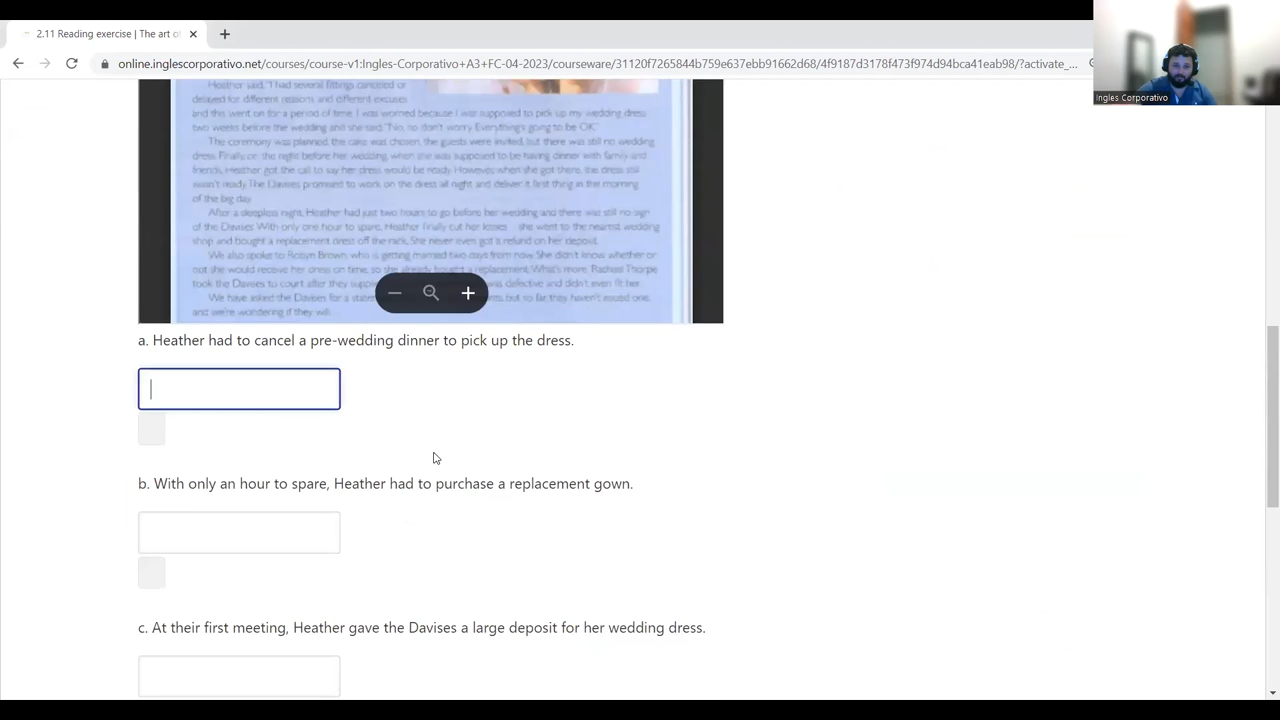 2.11 Reading exercise | The art o
online.inglescorporativo.net/courses/course-v1:Ingles-Corporativo+A3+FC-04-2023/courseware/31120f7265844b759e637ebb91662d68/4f9187d3178f473f974d94bca41eab98/?activate_...
Ingles Corporativo
Heather said, "I had several fittings canceled or
delayed for different reasons and different excuses
and this went on for a period of time. I was worried because I was supposed to pick up my wedding dress
two weeks before the wedding and she said, "No, no don't worry. Everything's going to be OK."
The ceremony was planned, the cake was chosen, the guests were invited, but there was still no wedding
dress. Finally, on the night before her wedding, when she was supposed to be having dinner with family and
friends, Heather got the call to say her dress would be ready. However, when she got there, the dress still
wasn't ready. The Davises promised to work on the dress all night and deliver it first thing in the morning
of the big day.
After a sleepless night, Heather had just two hours to go before her wedding and there was still no sign
of the Davises. With only one hour to spare, Heather finally cut her losses she went to the nearest wedding
shop and bought a replacement dress off the rack. She never even got a refund on her deposit.
We also spoke to Robyn Brown, who is getting married two days from now. She didn't know whether or
not she would receive her dress on time, so she already bought a replacement. What's more, Rachael Thorpe
took the Davises to court after they suppli was defective and didn't even fit her.
We have asked the Davises for a state nts, but so far, they haven't issued one,
and we're wondering if they will.
a. Heather had to cancel a pre-wedding dinner to pick up the dress.
b. With only an hour to spare, Heather had to purchase a replacement gown.
c. At their first meeting, Heather gave the Davises a large deposit for her wedding dress.